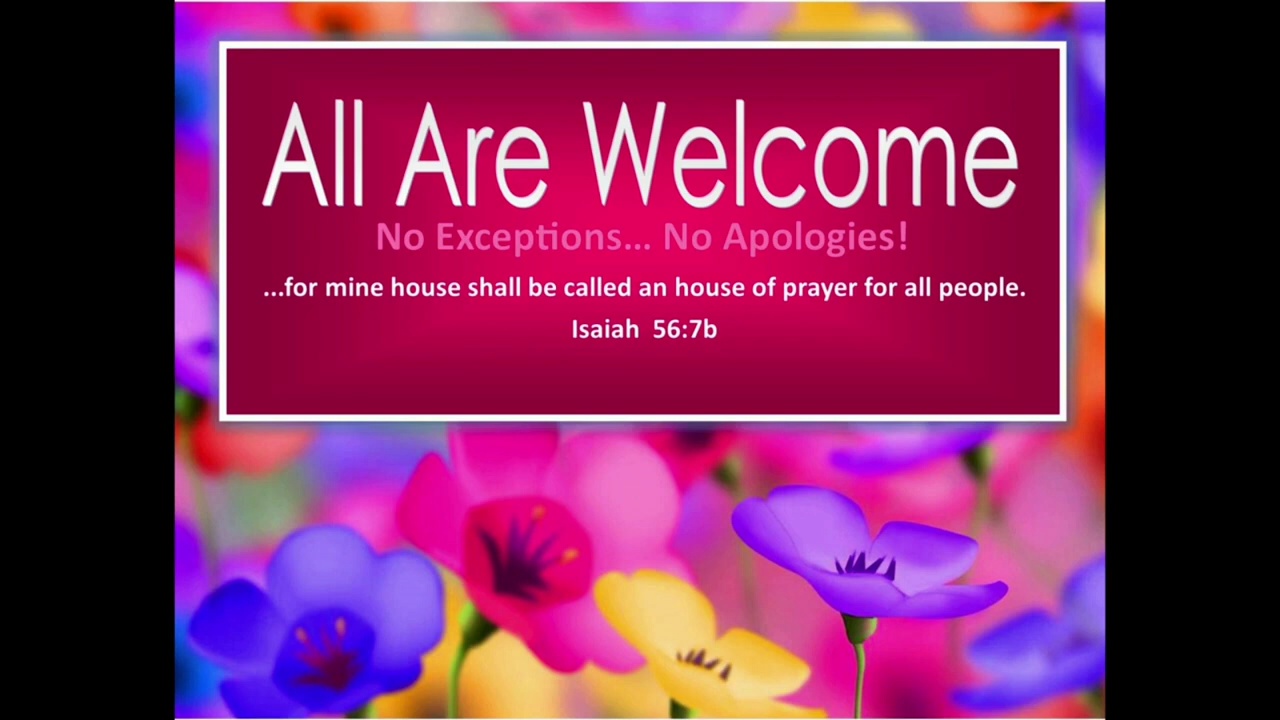 All Are Welcome
No Exceptions... No Apologies!
...for mine house shall be called an house of prayer for all people.
Isaiah  56:7b